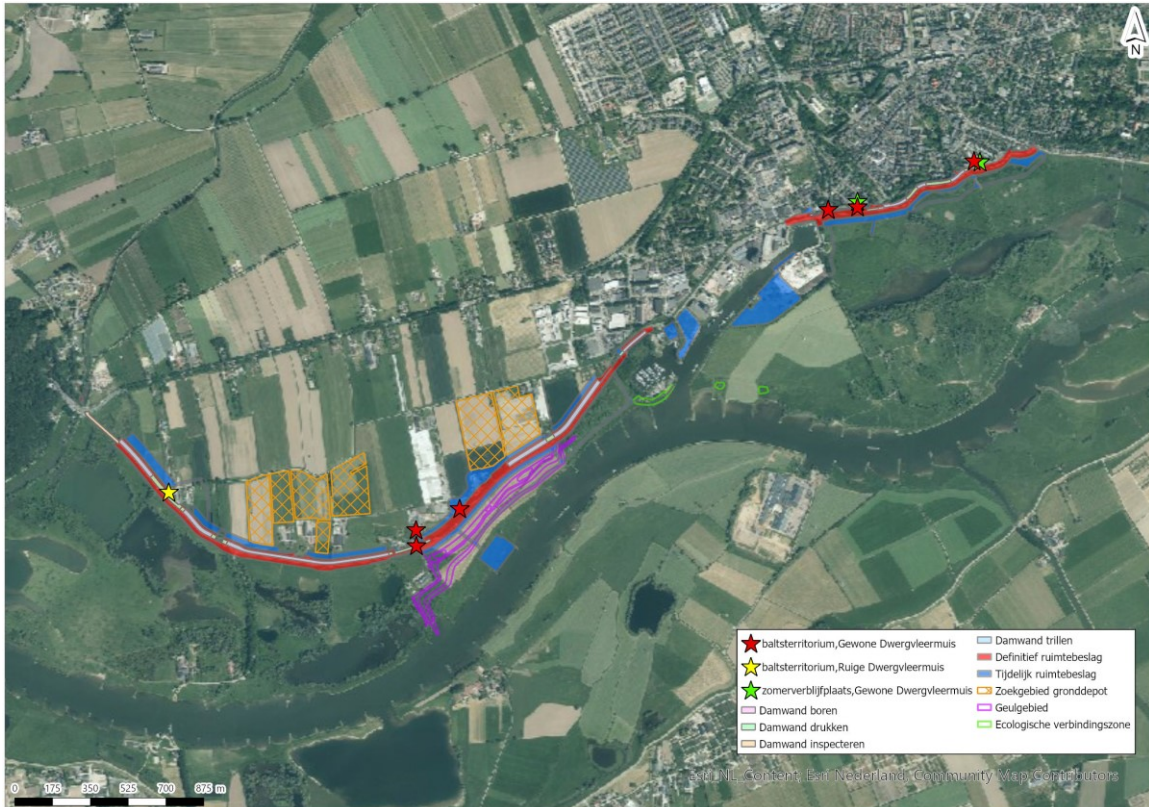 N
baltsterritorium,Gewone Dwergvleermuis
baltsterritorium,Ruige Dwergvleermuis
zomerverblijfplaats,Gewone Dwergvleermuis
Damwand boren
Damwand drukken
Damwand inspecteren
Damwand trillen
Definitief ruimtebeslag
Tijdelijk ruimtebeslag
Zoekgebied gronddepot
Geulgebied
Ecologische verbindingszone
esri NL Content, Esri Nederland, Community Map Contributors
0 175 350 525 700 875 m